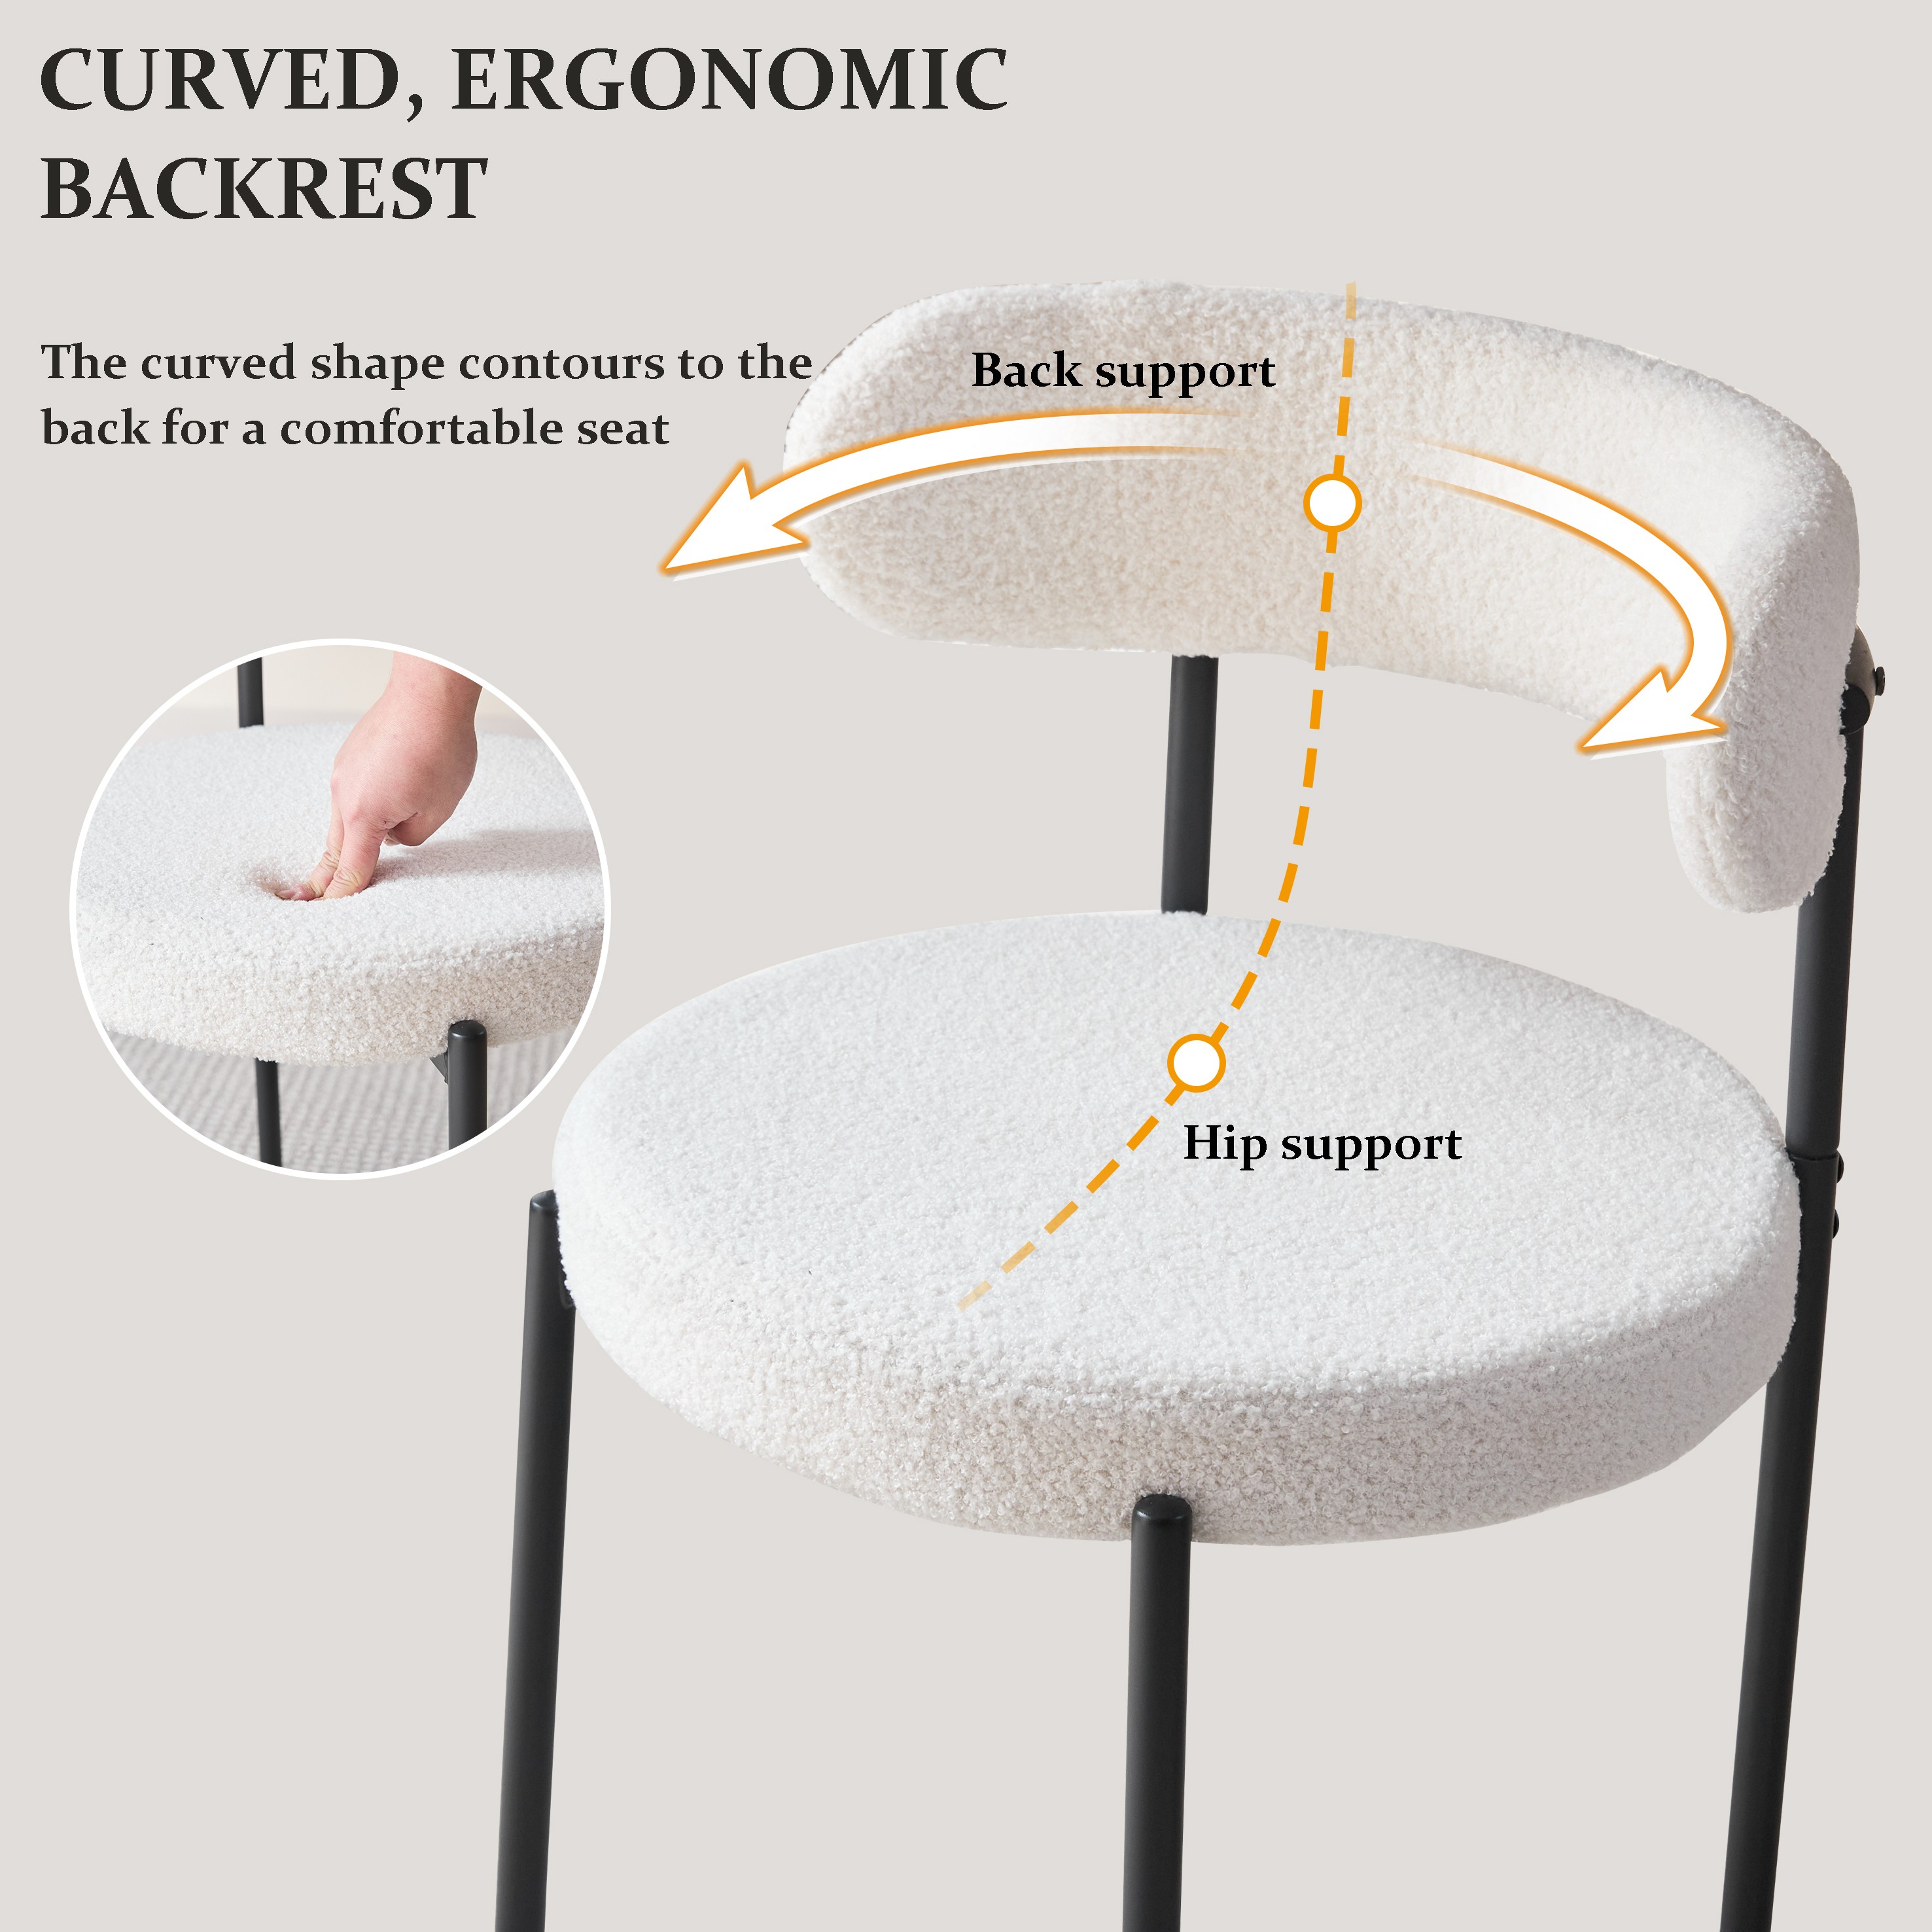 CURVED, ERGONOMIC
BACKREST
The curved shape contours to the
back for a comfortable seat
Back support
Hip support